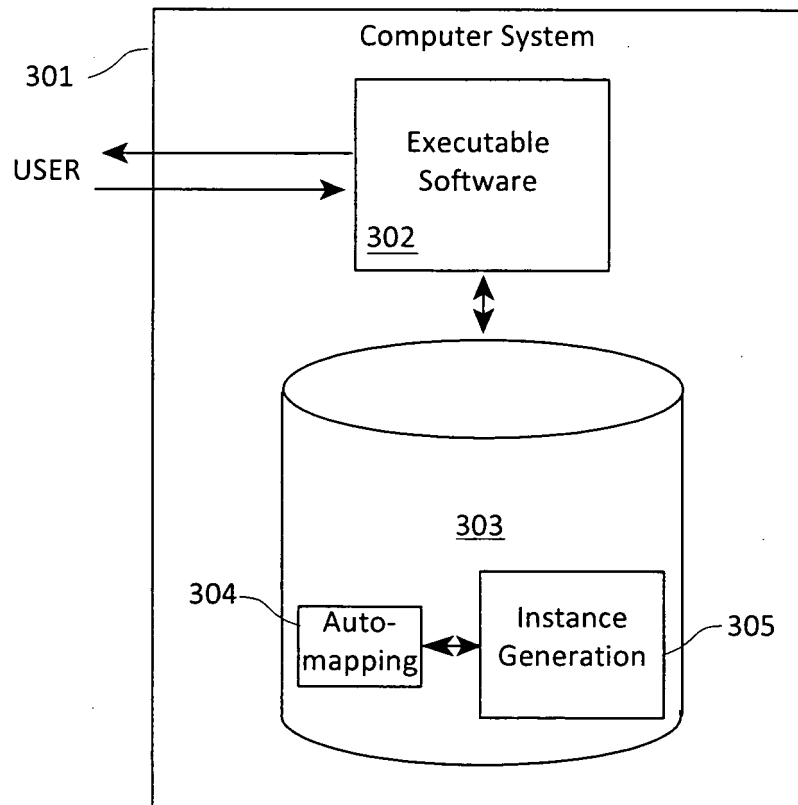 Computer System
301
USER
Executable
Software
302
303
304
Auto-
mapping
Instance
Generation
305